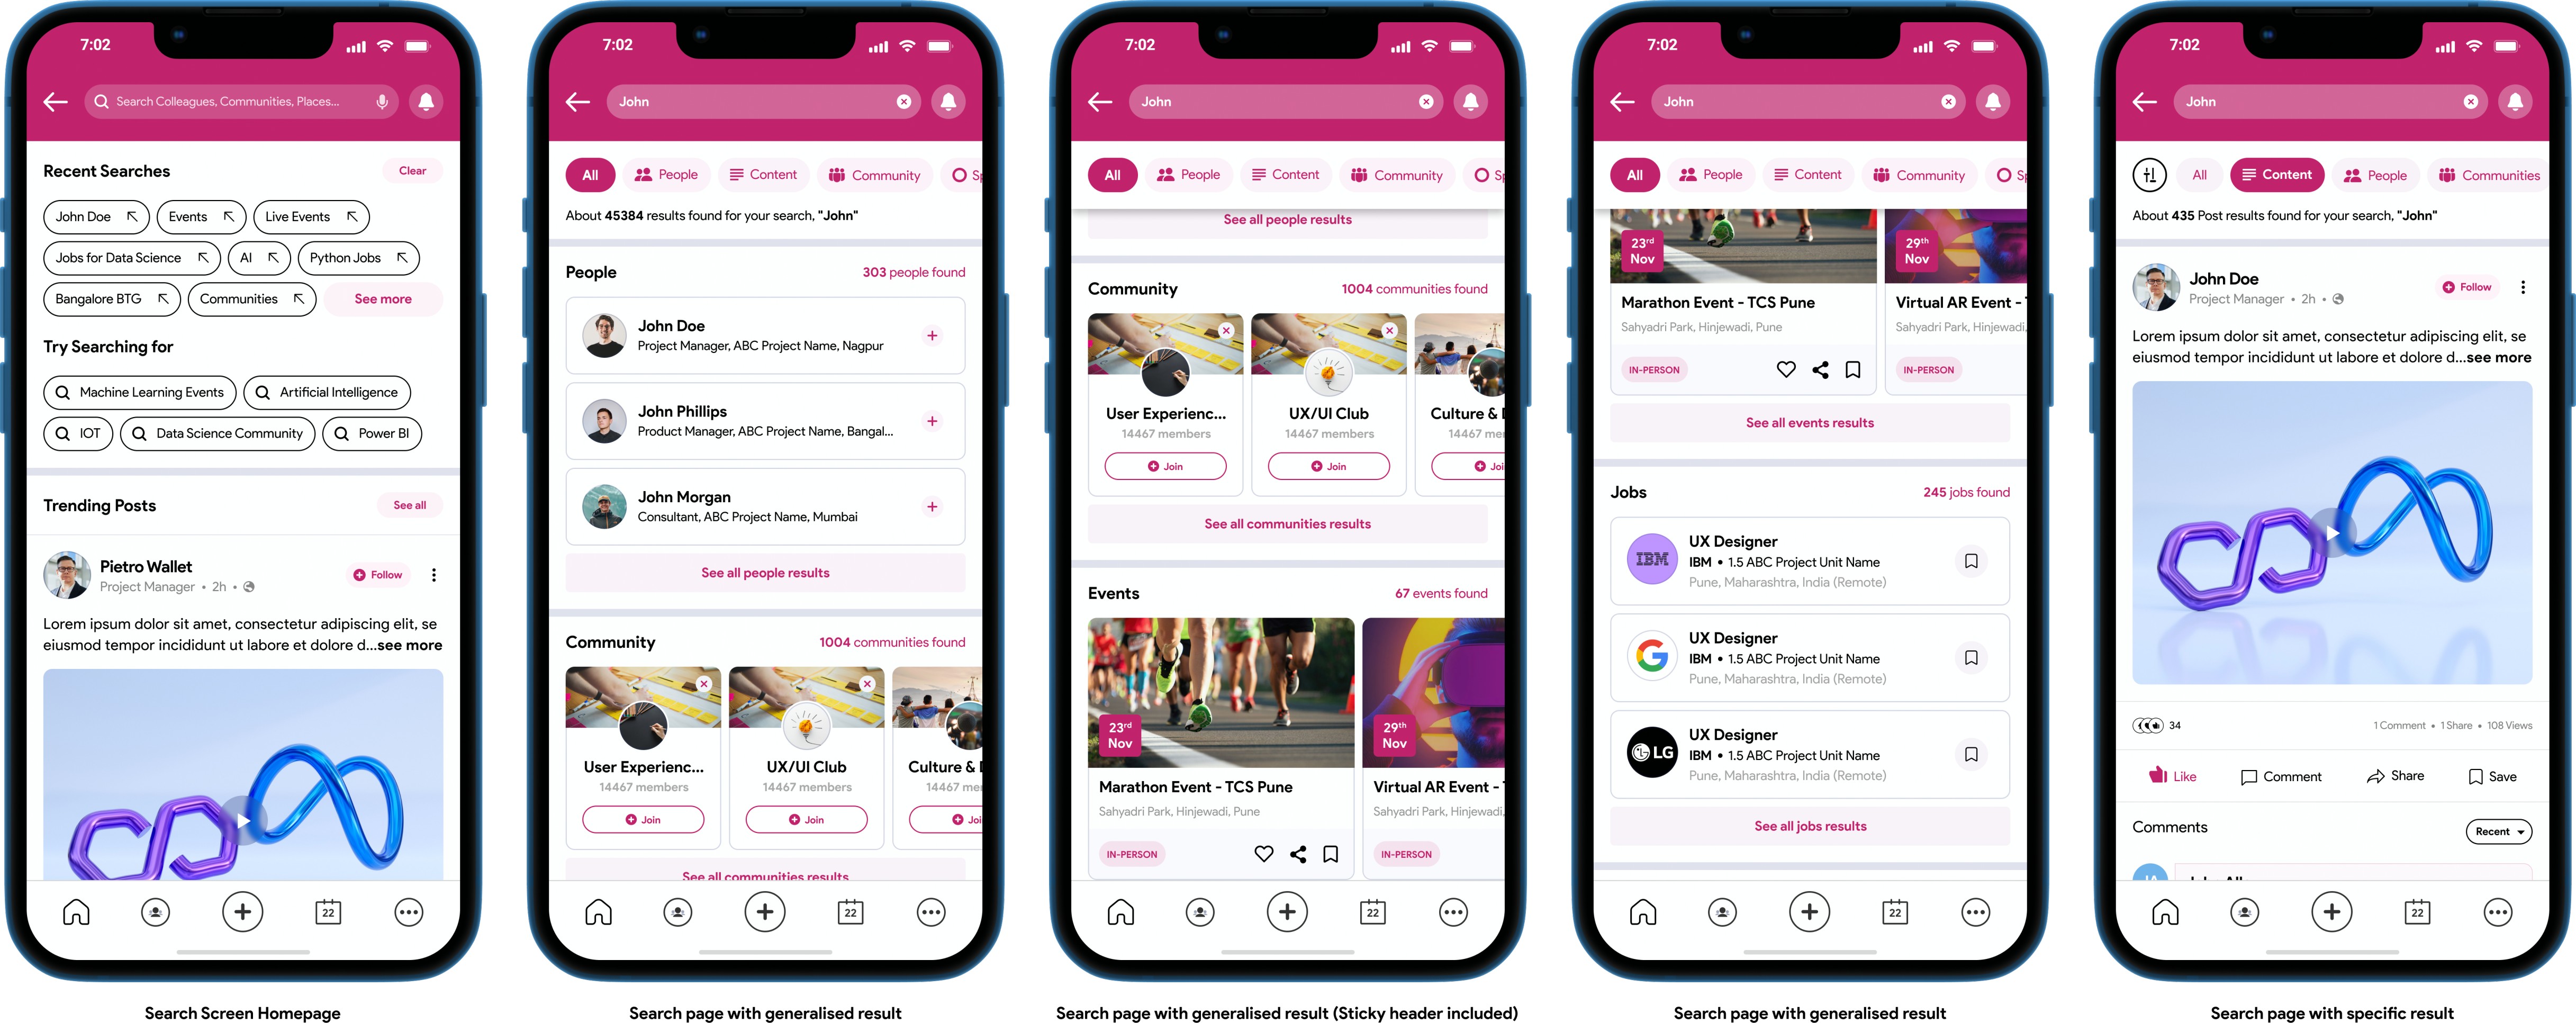 7:02
Search Colleagues, Communities, Places...
Recent Searches
Clear
John Doe
Events
Live Events
Jobs for Data Science
AI
Python Jobs
Bangalore BTG
Communities
See more
Try Searching for
Machine Learning Events
Artificial Intelligence
IOT
Data Science Community
Power BI
Trending Posts
See all
Pietro Wallet
Project Manager • 2h •
Follow
Lorem ipsum dolor sit amet, consectetur adipiscing elit, se
eiusmod tempor incididunt ut labore et dolore d...see more
22
Search Screen Homepage
7:02
John
All
People
Content
Community
Sp
About 45384 results found for your search, "John"
People
303 people found
John Doe
Project Manager, ABC Project Name, Nagpur
John Phillips
Product Manager, ABC Project Name, Bangal...
John Morgan
Consultant, ABC Project Name, Mumbai
See all people results
Community
1004 communities found
User Experienc...
14467 members
Join
UX/UI Club
14467 members
Join
Culture &
14467 me
Joi
See all communities results
22
Search page with generalised result
7:02
John
All
People
Content
Community
Sp
See all people results
Community
1004 communities found
User Experienc...
14467 members
Join
UX/UI Club
14467 members
Join
Culture &
14467 me
Joi
See all communities results
Events
67 events found
23rd
Nov
Marathon Event - TCS Pune
Sahyadri Park, Hinjewadi, Pune
IN-PERSON
29th
Nov
Virtual AR Event -
Sahyadri Park, Hinjewadi,
IN-PERSON
22
Search page with generalised result (Sticky header included)
7:02
John
All
People
Content
Community
Sp
23rd
Nov
Marathon Event - TCS Pune
Sahyadri Park, Hinjewadi, Pune
IN-PERSON
29th
Nov
Virtual AR Event -
Sahyadri Park, Hinjewadi,
IN-PERSON
See all events results
Jobs
245 jobs found
IBM
UX Designer
IBM • 1.5 ABC Project Unit Name
Pune, Maharashtra, India (Remote)
G
UX Designer
IBM • 1.5 ABC Project Unit Name
Pune, Maharashtra, India (Remote)
LG
UX Designer
IBM • 1.5 ABC Project Unit Name
Pune, Maharashtra, India (Remote)
See all jobs results
22
Search page with generalised result
7:02
John
All
Content
People
Communities
About 435 Post results found for your search, "John"
John Doe
Project Manager • 2h •
Follow
Lorem ipsum dolor sit amet, consectetur adipiscing elit, se
eiusmod tempor incididunt ut labore et dolore d...see more
34
1 Comment • 1 Share • 108 Views
Like
Comment
Share
Save
Comments
Recent
22
Search page with specific result